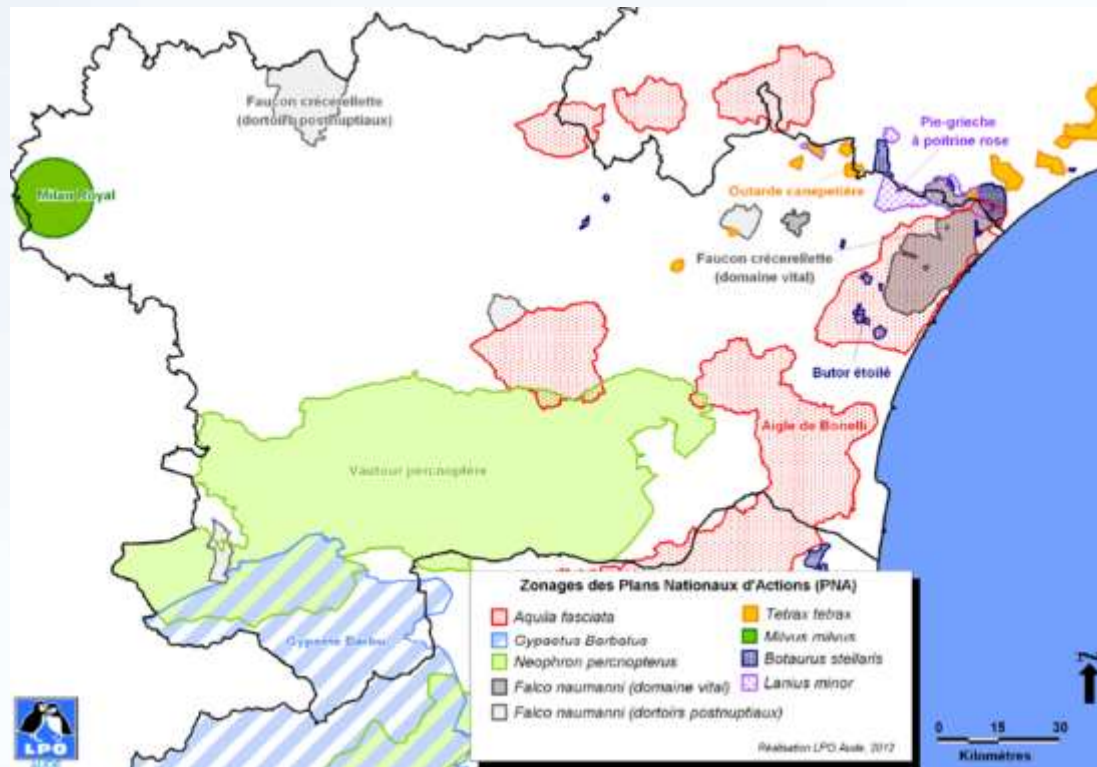 Faucon crécerellette
(dortoirs postnuptiaux)
Milan Royal
Pie-grieche
à poitrine rose
Outarde canepetière
Faucon crécerellette
(domaine vital)
Butor étoilé
Aigle de Bonelli
Vautour percnoptère
Gypaète Barbu
Zonages des Plans Nationaux d'Actions (PNA)
Aquila fasciata
Gypaetus Barbatus
Neophron percnopterus
Falco naumanni (domaine vital)
Falco naumanni (dortoirs postnuptiaux)
Tetrax tetrax
Milvus milvus
Botaurus stellaris
Lanius minor
Réalisation LPO Aude, 2012
0 15 30
Kilomètres
LPO